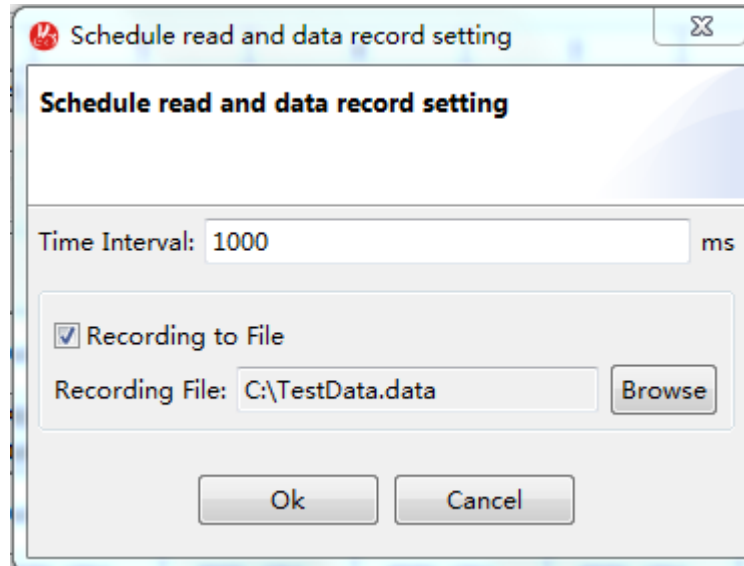 Schedule read and data record setting
Schedule read and data record setting
Time Interval: 1000 ms
Recording to File
Recording File: C:\TestData.data Browse
Ok Cancel